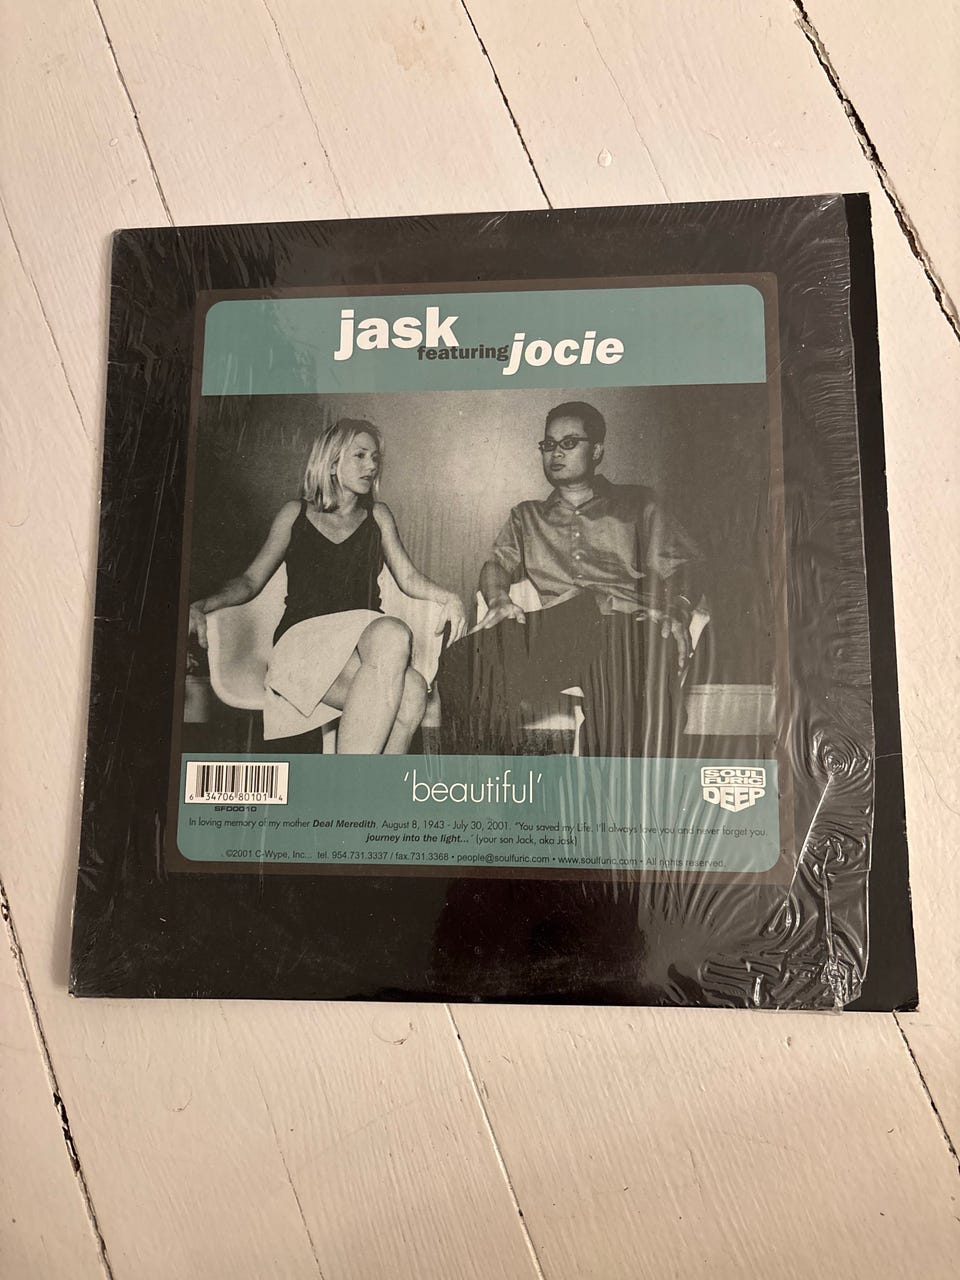 jask
featuring jocie
'beautiful'
SOUL
FURIC
DEEP
6 34706 80101 4
SFD0010
In loving memory of my mother Deal Meredith, August 8, 1943 - July 30, 2001. "You saved my Life. I'll always love you and never forget you.
journey into the light..." (your son Jack, aka Jask)
©2001 C-Wype, Inc... tel. 954.731.3337 / fax.731.3368 • people@soulfuric.com • www.soulfuric.com • All rights reserved.